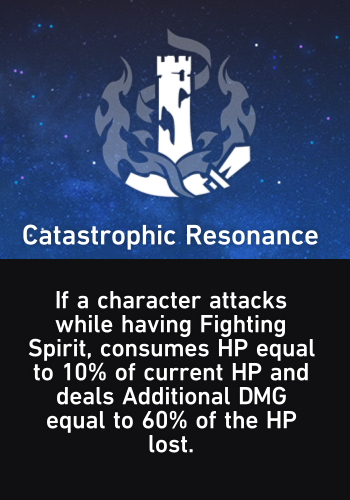 Catastrophic Resonance
If a character attacks
while having Fighting
Spirit, consumes HP equal
to 10% of current HP and
deals Additional DMG
equal to 60% of the HP
lost.